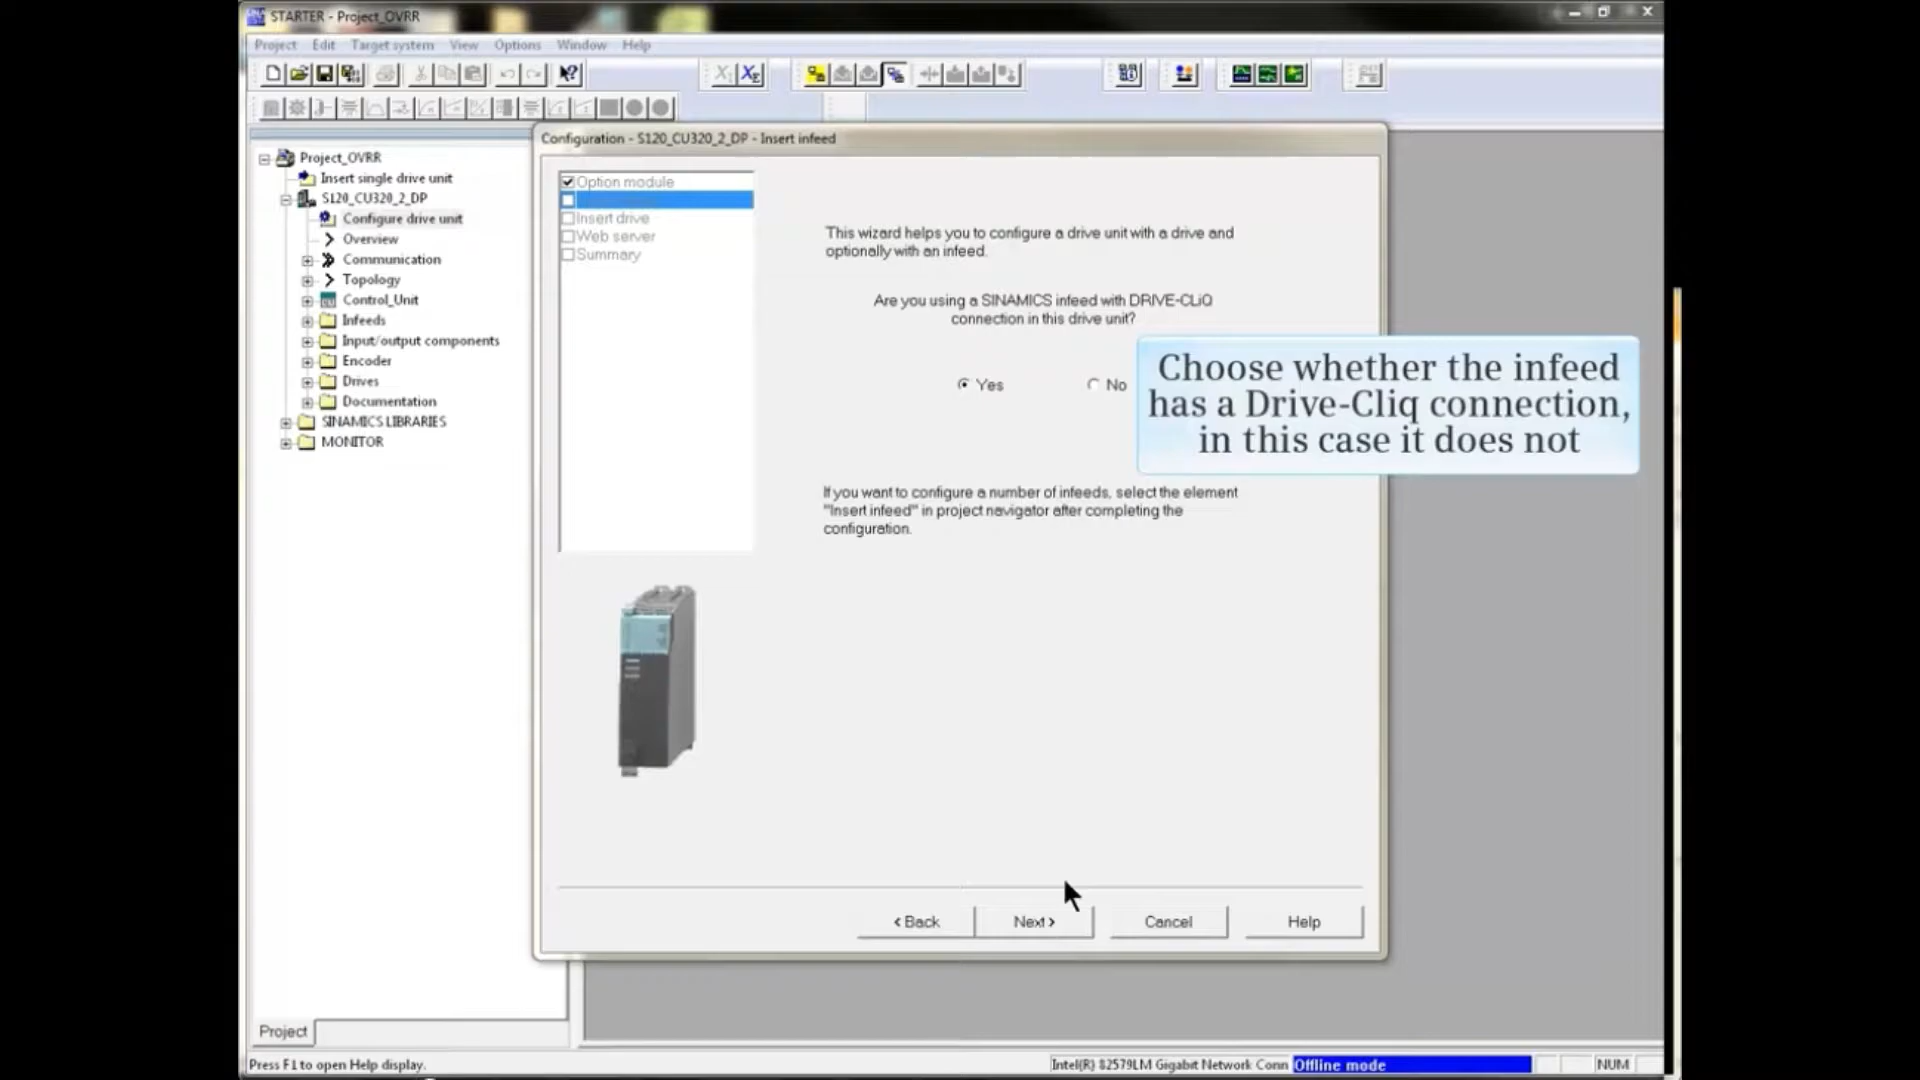 STARTER - Project_OVRR
Project Edit Target system View Options Window Help
Configuration - S120_CU320_2_DP - Insert infeed
Project_OVRR
Insert single drive unit
S120_CU320_2_DP
Configure drive unit
Overview
Communication
Topology
Control_Unit
Infeeds
Input/output components
Encoder
Drives
Documentation
SINAMICS LIBRARIES
MONITOR
Option module
Insert drive
Web server
Summary
This wizard helps you to configure a drive unit with a drive and
optionally with an infeed.
Are you using a SINAMICS infeed with DRIVE-CLiQ
connection in this drive unit?
Yes No
Choose whether the infeed
has a Drive-Cliq connection,
in this case it does not
If you want to configure a number of infeeds, select the element
"Insert infeed" in project navigator after completing the
configuration.
< Back Next > Cancel Help
Project
Press F1 to open Help display.
Intel(R) 82579LM Gigabit Network Conn Offline mode NUM